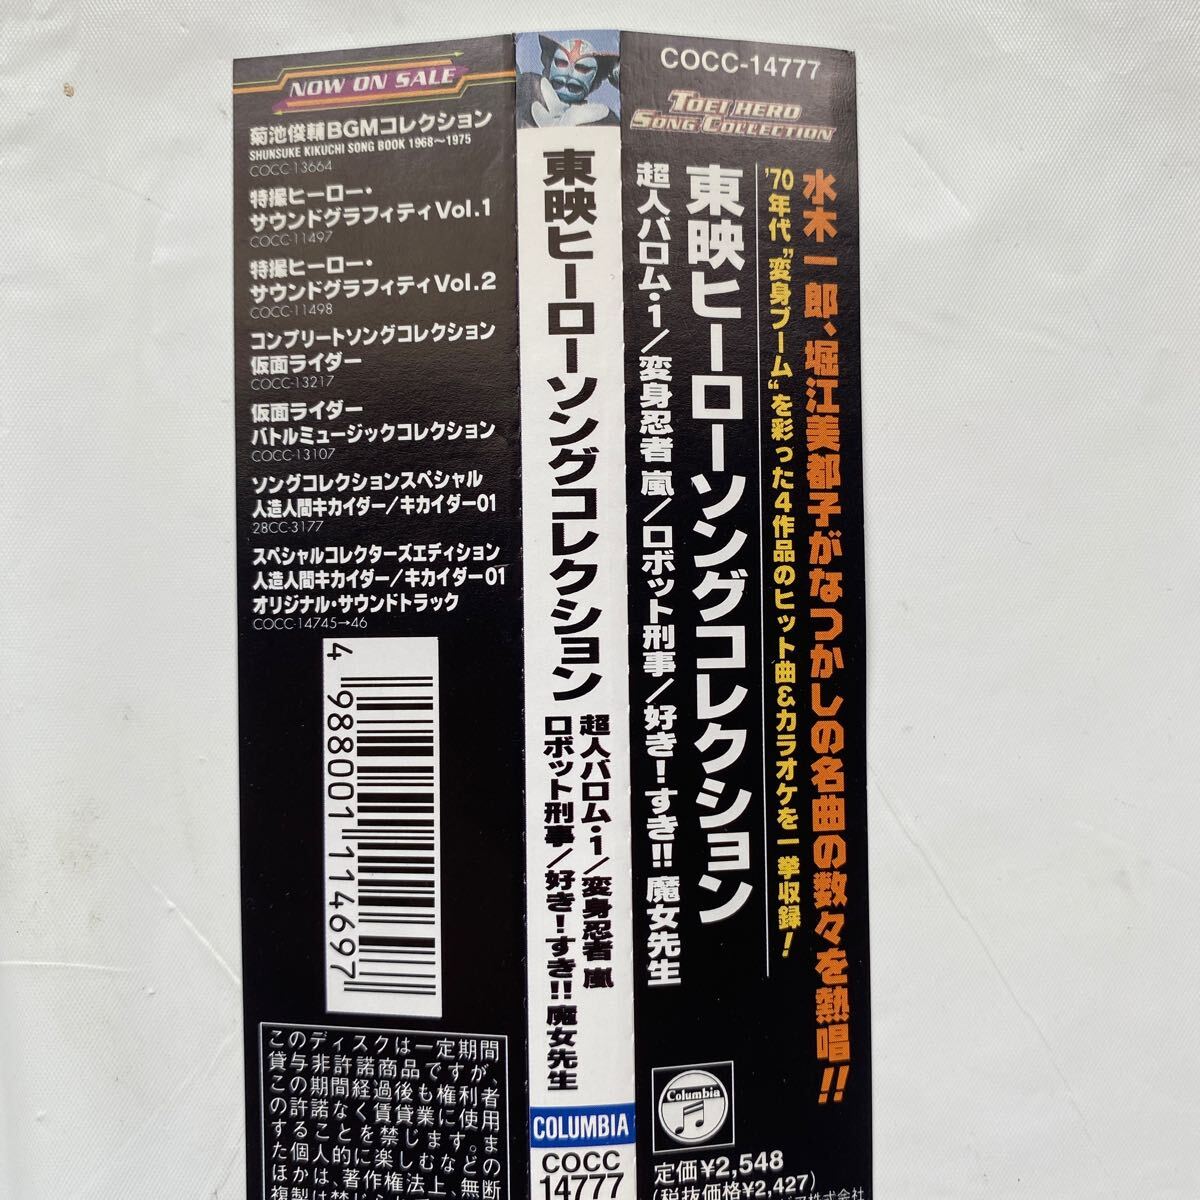 NOW ON SALE
菊池俊輔BGMコレクション
SHUNSUKE KIKUCHI SONG BOOK 1968〜1975
COCC-13664
特撮ヒーロー・
サウンドグラフィティVol.1
COCC-11497
特撮ヒーロー・
サウンドグラフィティVol.2
COCC-11498
コンプリートソングコレクション
仮面ライダー
COCC-13217
仮面ライダー
バトルミュージックコレクション
COCC-13107
ソングコレクションスペシャル
人造人間キカイダー/キカイダー01
28CC-3177
スペシャルコレクターズエディション
人造人間キカイダー/キカイダー01
オリジナル・サウンドトラック
COCC-14745→46
4 988001 114697
このディスクは一定期間
貸与非許諾商品ですが、
この期間経過後も権利者
の許諾なく賃貸業に使用
することを禁じます。ま
た個人的に楽しむなどの
ほかは、著作権法上、無断
東映ヒーローソングコレクション
超人バロム・1/変身忍者 嵐
ロボット刑事/好き!すき!! 魔女先生
COLUMBIA
COCC
14777
COCC-14777
TOEI HERO
SONG COLLECTION
水木一郎、堀江美都子がなつかしの名曲の数々を熱唱!!
'70年代"変身ブーム"を彩った4作品のヒット曲&カラオケを一挙収録!
東映ヒーローソングコレクション
超人バロム・1/変身忍者 嵐/ロボット刑事/好き!すき!! 魔女先生
Columbia
定価¥2,548
(税抜価格¥2,427)